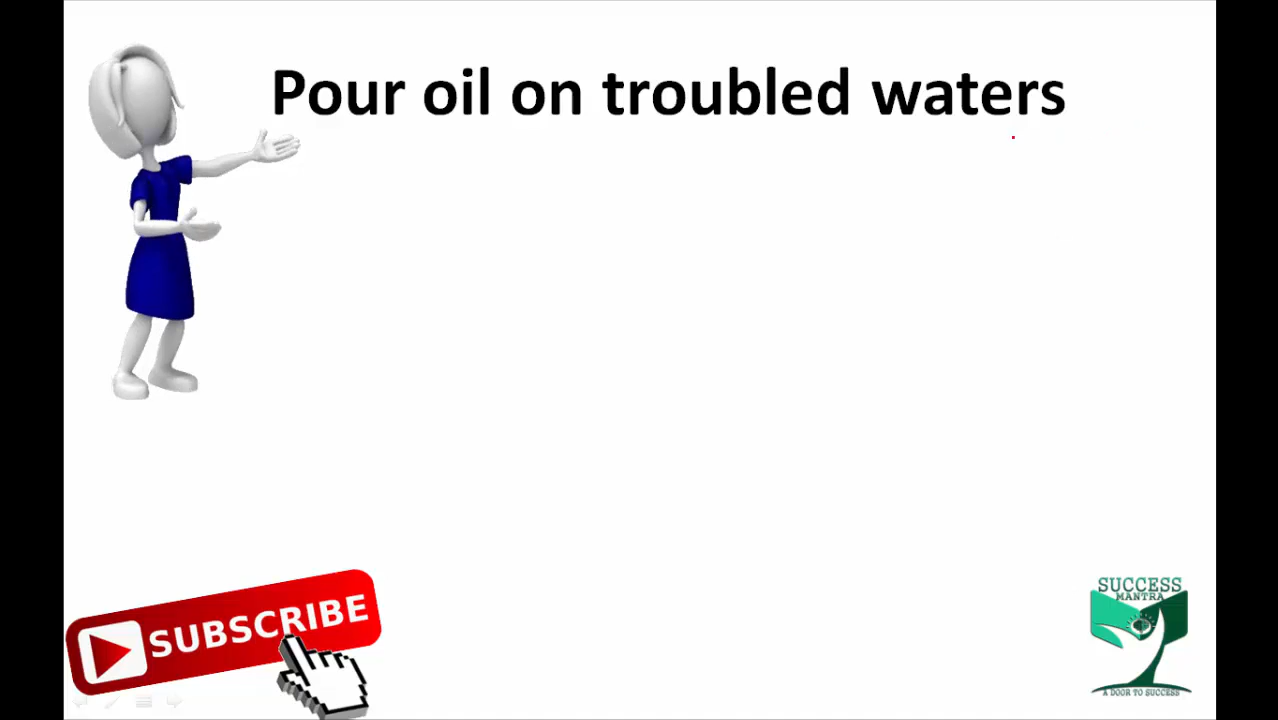 Pour oil on troubled waters
SUBSCRIBE
SUCCESS
MANTRA
A DOOR TO SUCCESS